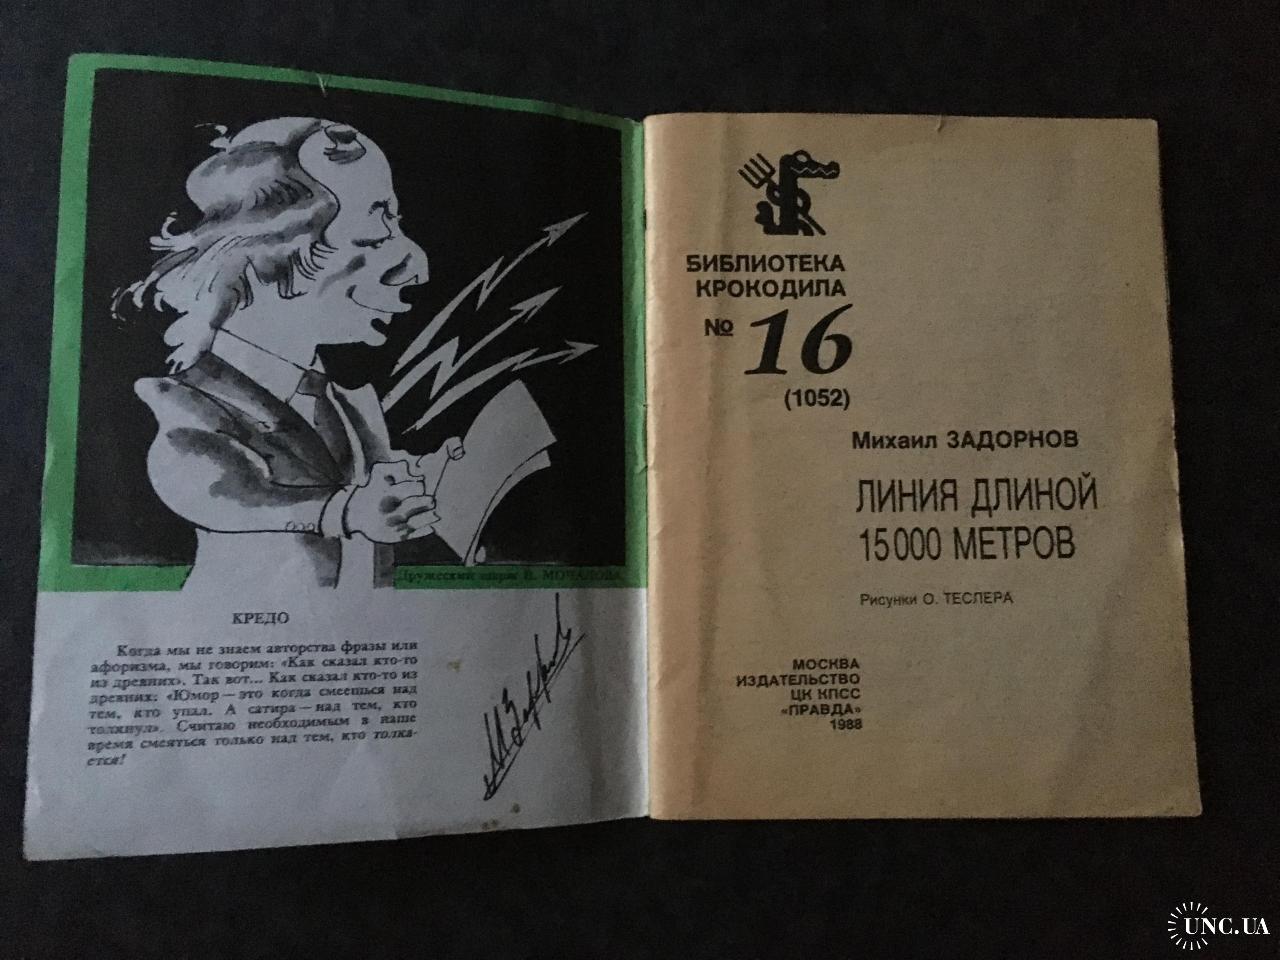 Дружеский шарж В. МОЧАЛОВА
КРЕДО
Когда мы не знаем авторства фразы или
афоризма, мы говорим: «Как сказал кто-то
из древних». Так вот... Как сказал кто-то из
древних: «Юмор — это когда смеешься над
тем, кто упал. А сатира — над тем, кто
толкнул». Считаю необходимым в наше
время смеяться только над тем, кто толка-
ется!
БИБЛИОТЕКА
КРОКОДИЛА
№ 16
(1052)
Михаил ЗАДОРНОВ
ЛИНИЯ ДЛИНОЙ
15 000 МЕТРОВ
Рисунки О. ТЕСЛЕРА
МОСКВА
ИЗДАТЕЛЬСТВО
ЦК КПСС
«ПРАВДА»
1988
UNC.UA